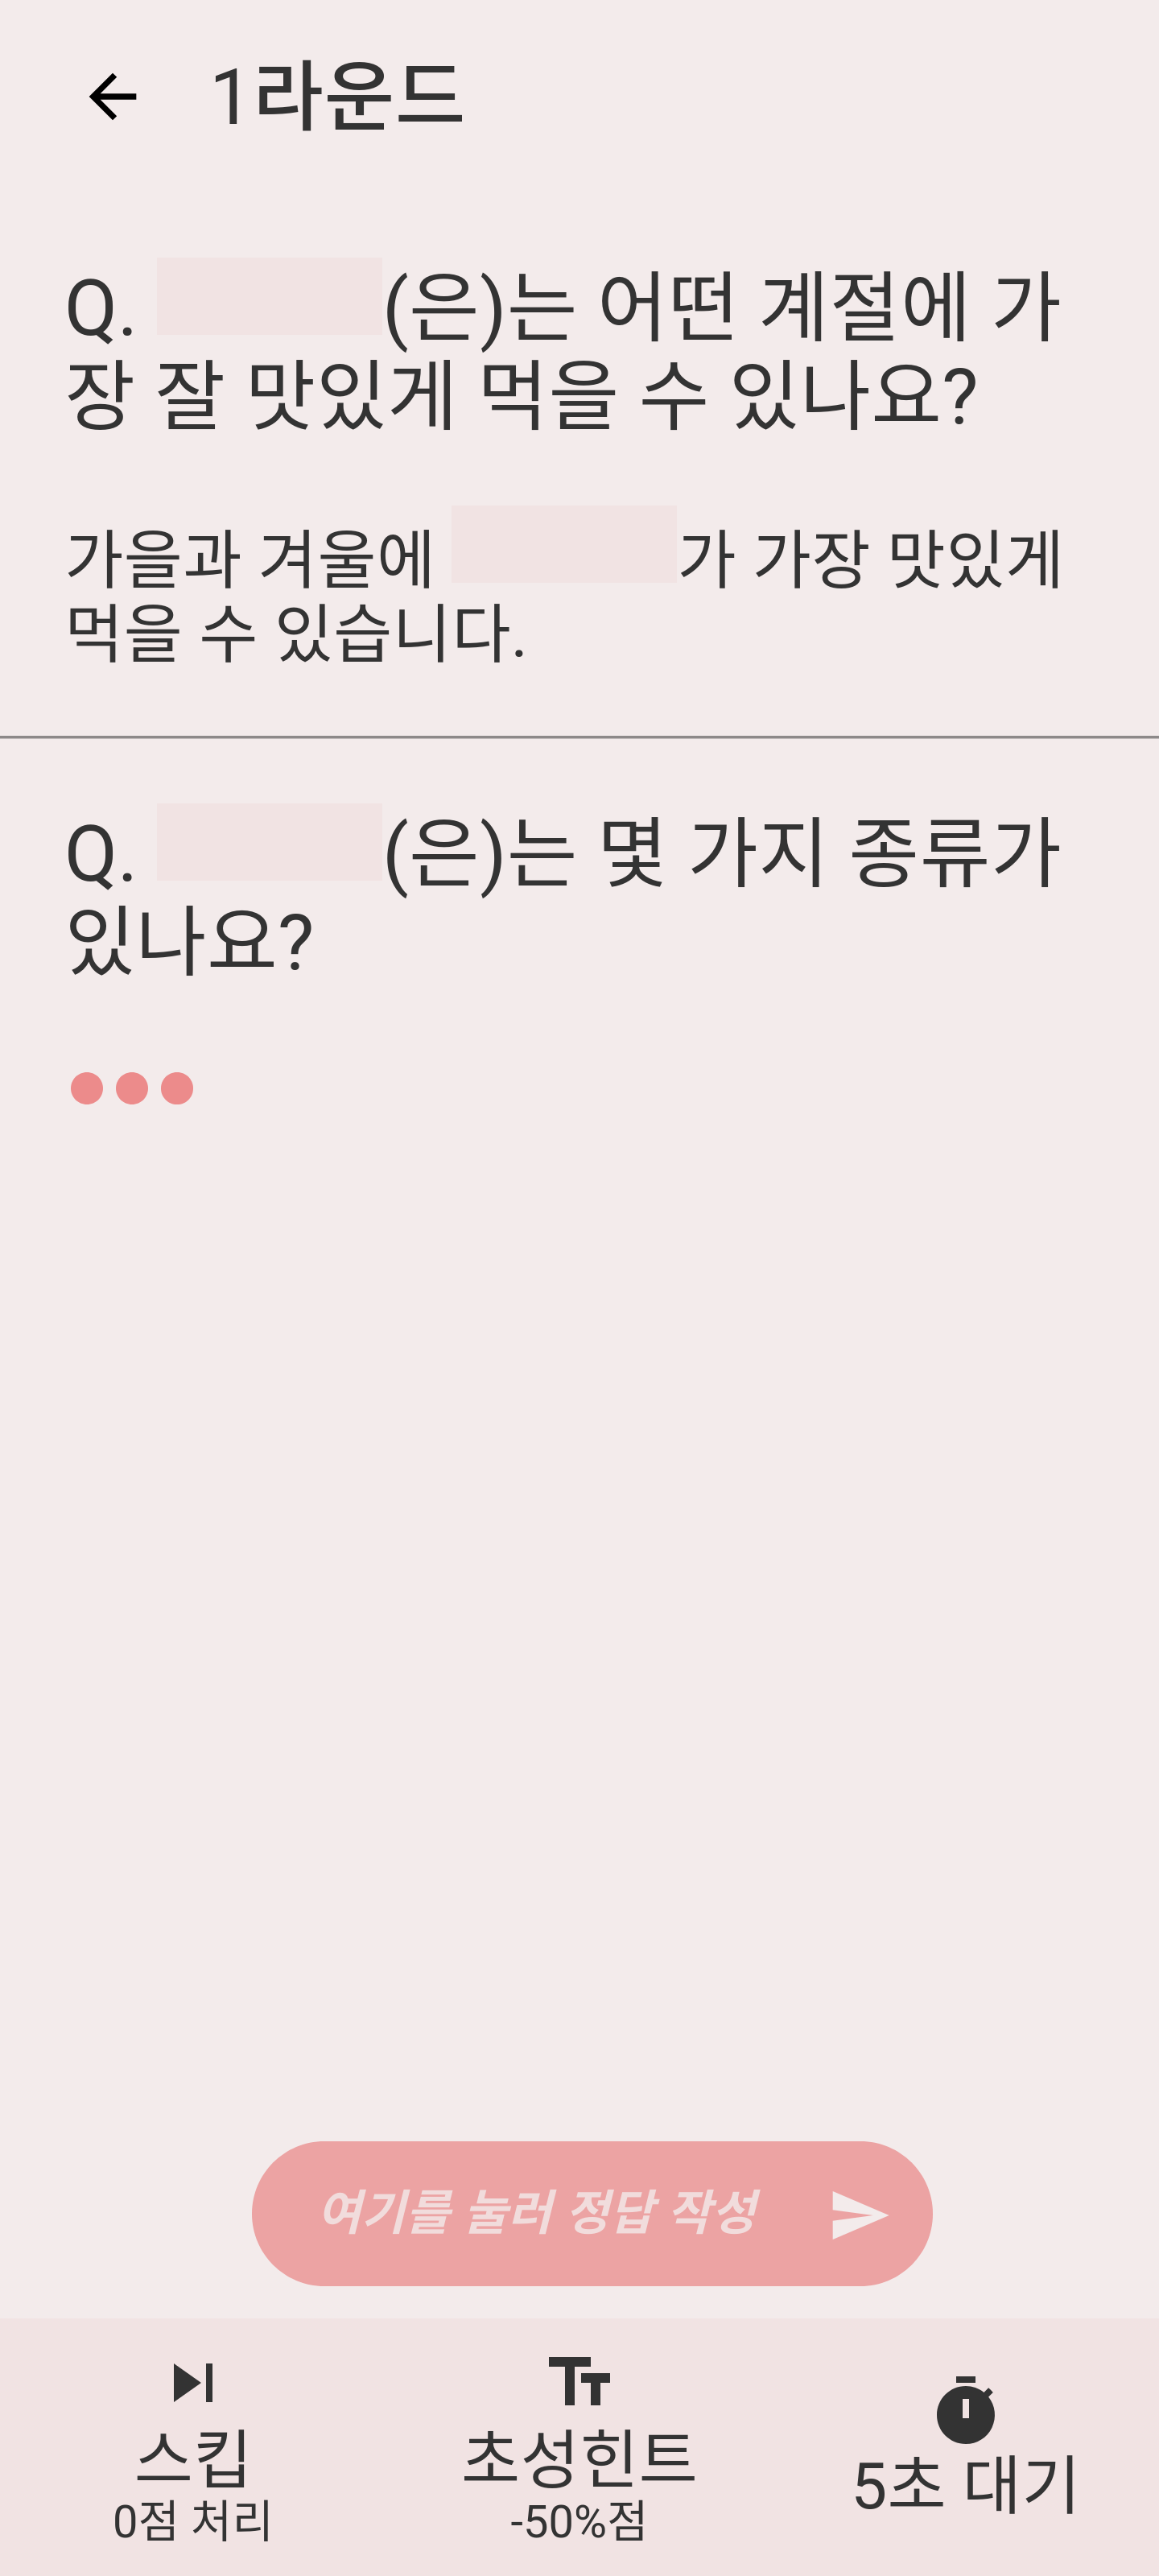 1라운드
Q. (은)는 어떤 계절에 가
장 잘 맛있게 먹을 수 있나요?
가을과 겨울에 가 가장 맛있게
먹을 수 있습니다.
Q. (은)는 몇 가지 종류가
있나요?
여기를 눌러 정답 작성
스킵
0점 처리
초성힌트
-50%점
5초 대기